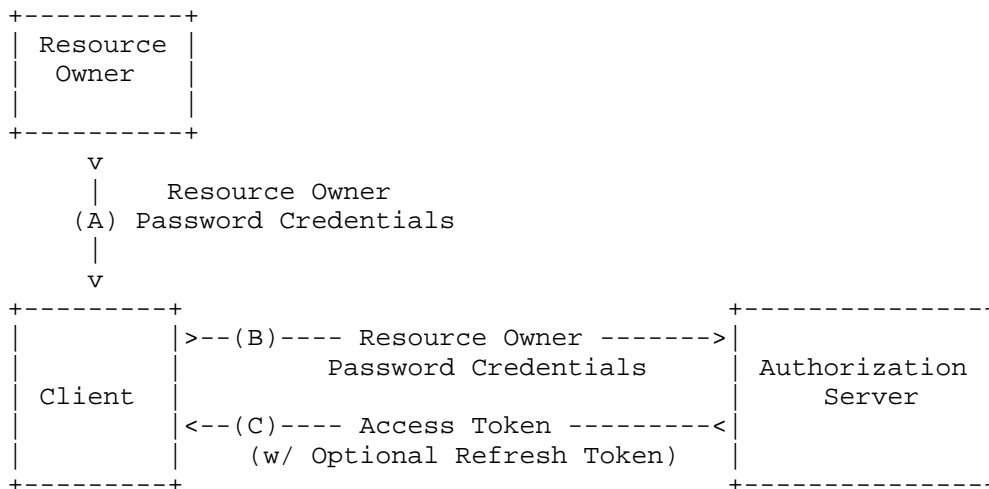 +----------+
| Resource |
|  Owner   |
|          |
+----------+
     v
     |    Resource Owner
    (A) Password Credentials
     |
     v
+---------+                                  +---------------+
|         |>--(B)---- Resource Owner ------->|
|         |         Password Credentials     | Authorization
| Client  |                                  |     Server
|         |<--(C)---- Access Token ---------<|
|         |    (w/ Optional Refresh Token)   |
+---------+                                  +---------------+